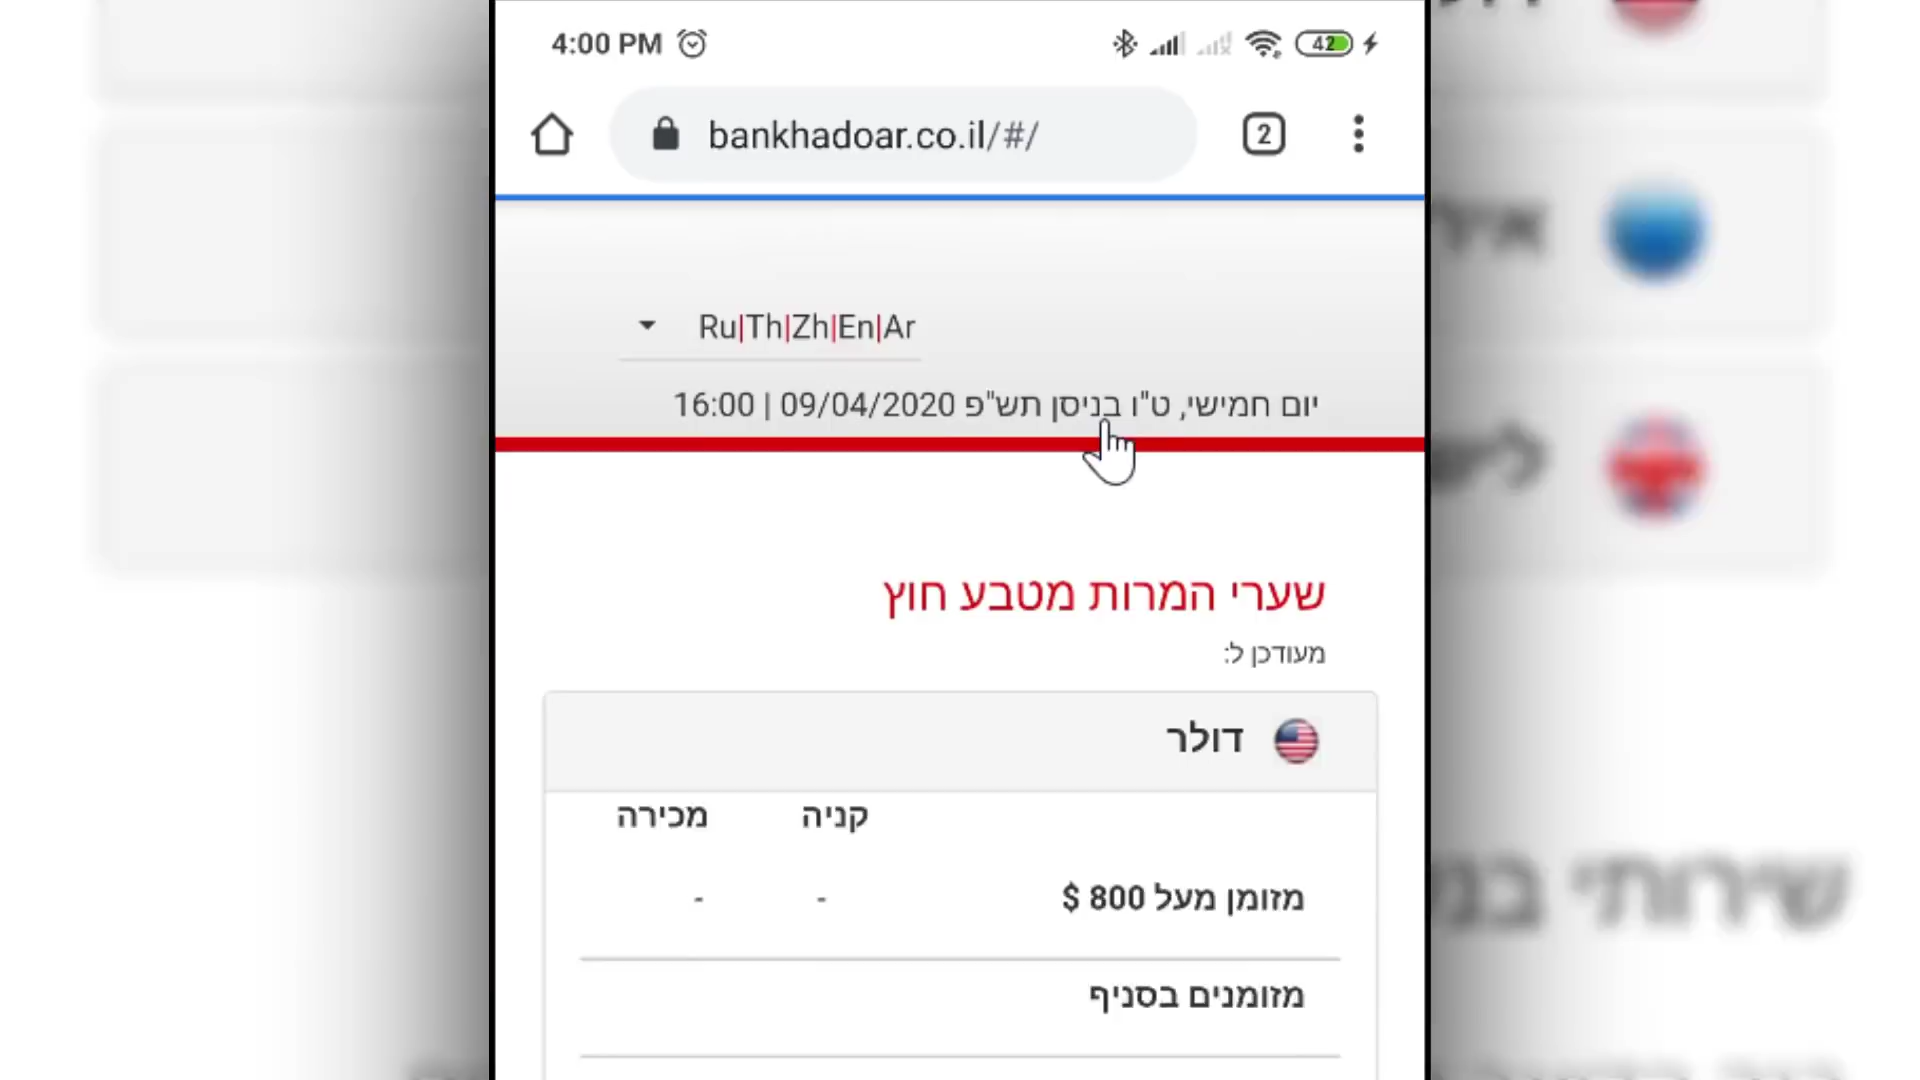 4:00 PM
42
bankhadoar.co.il/#/
2
Ru|Th|Zh|En|Ar
יום חמישי, ט"ו בניסן תש"פ 09/04/2020 | 16:00
שערי המרות מטבע חוץ
מעודכן ל:
דולר
קניה מכירה
מזומן מעל 800 $ - -
מזומנים בסניף
שירותי